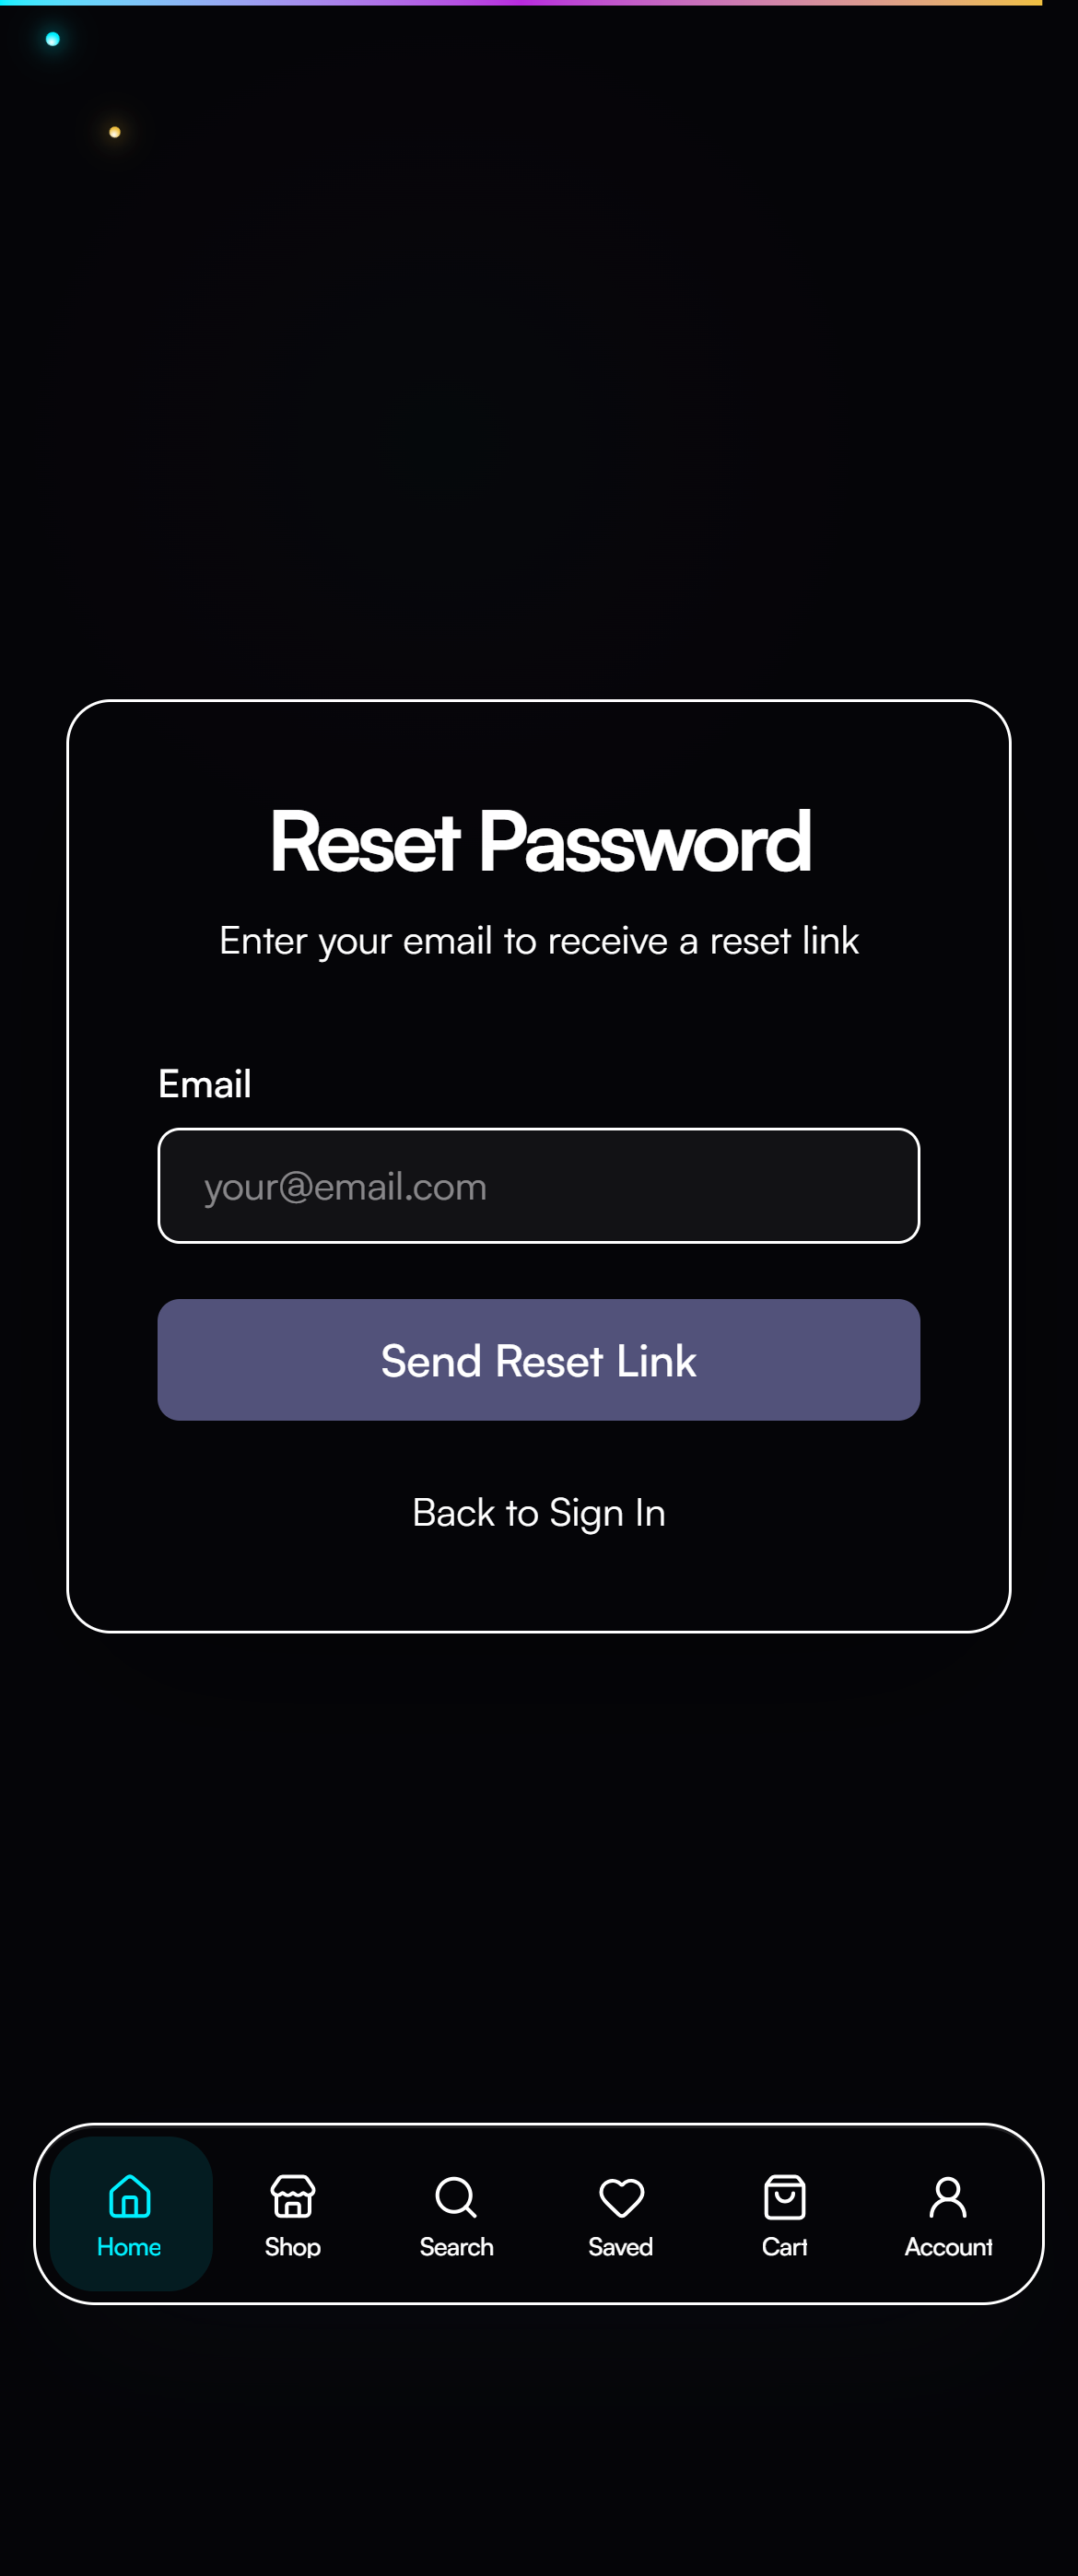 Reset Password
Enter your email to receive a reset link
Email
your@email.com
Send Reset Link
Back to Sign In
Home Shop Search Saved Cart Account